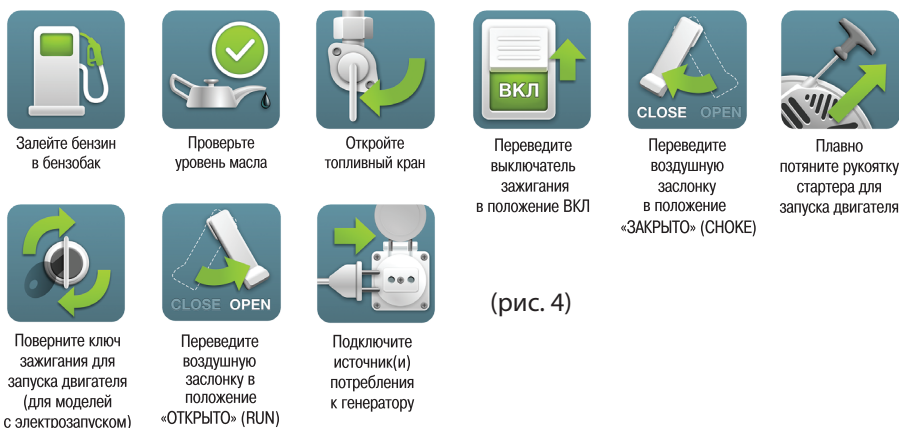 Залейте бензин
в бензобак
Проверьте
уровень масла
Откройте
топливный кран
ВКЛ
Переведите
выключатель
зажигания
в положение ВКЛ
CLOSE OPEN
Переведите
воздушную
заслонку
в положение
«ЗАКРЫТО» (CHOKE)
Плавно
потяните рукоятку
стартера для
запуска двигателя
Поверните ключ
зажигания для
запуска двигателя
(для моделей
с электрозапуском)
CLOSE OPEN
Переведите
воздушную
заслонку в
положение
«ОТКРЫТО» (RUN)
Подключите
источник(и)
потребления
к генератору
(рис. 4)